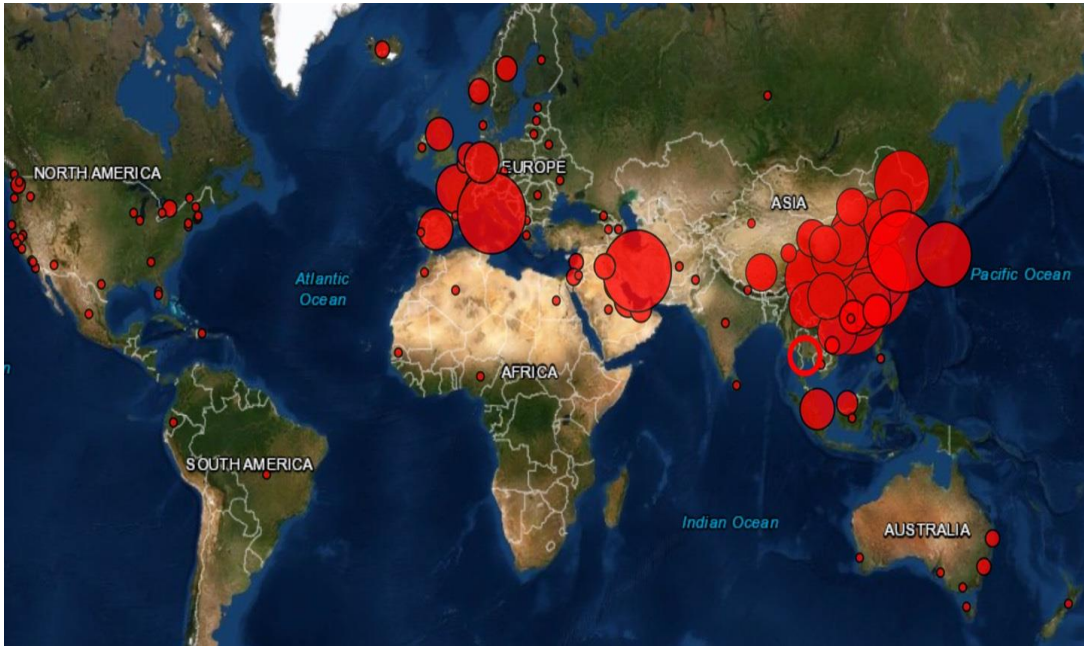 NORTH AMERICA
EUROPE
ASIA
Atlantic
Ocean
Pacific Ocean
n
AFRICA
SOUTH AMERICA
Indian Ocean
AUSTRALIA